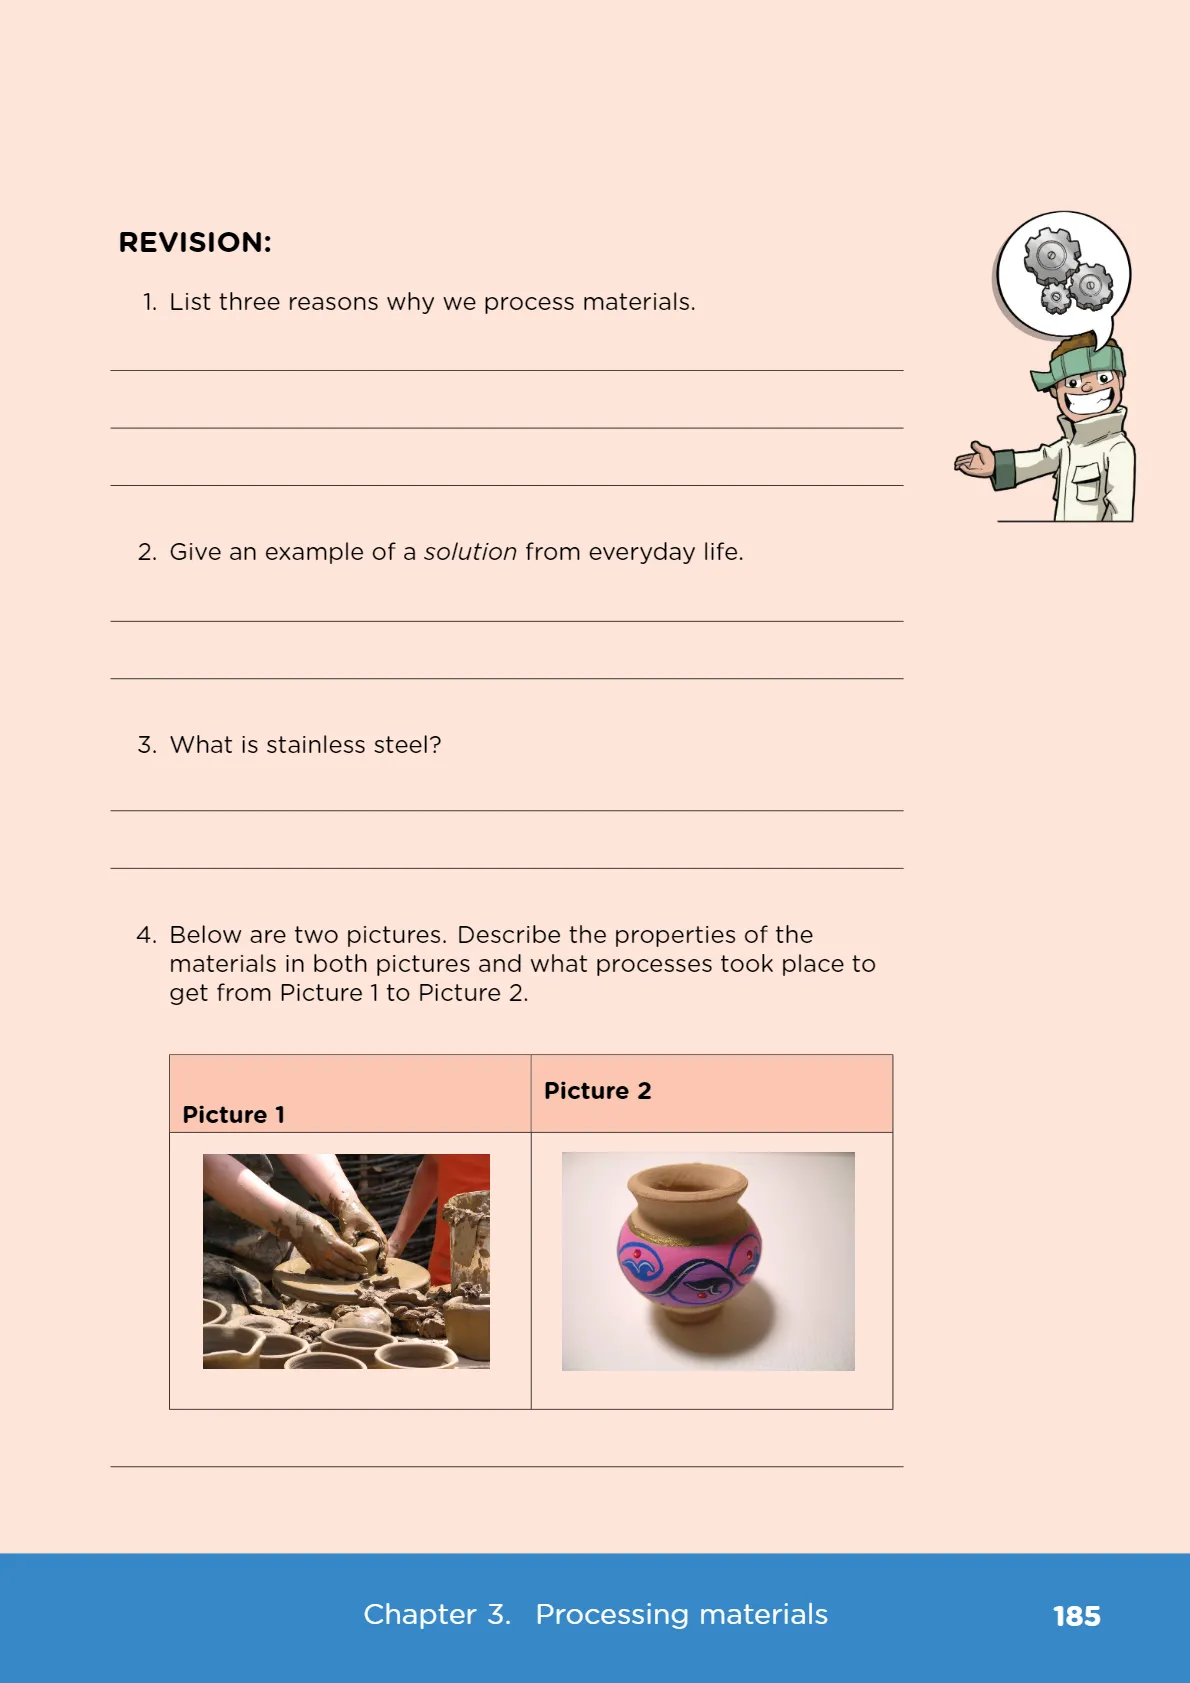 REVISION:
1. List three reasons why we process materials.
2. Give an example of a solution from everyday life.
3. What is stainless steel?
4. Below are two pictures. Describe the properties of the
materials in both pictures and what processes took place to
get from Picture 1 to Picture 2.
Picture 1
Picture 2
Chapter 3. Processing materials
185